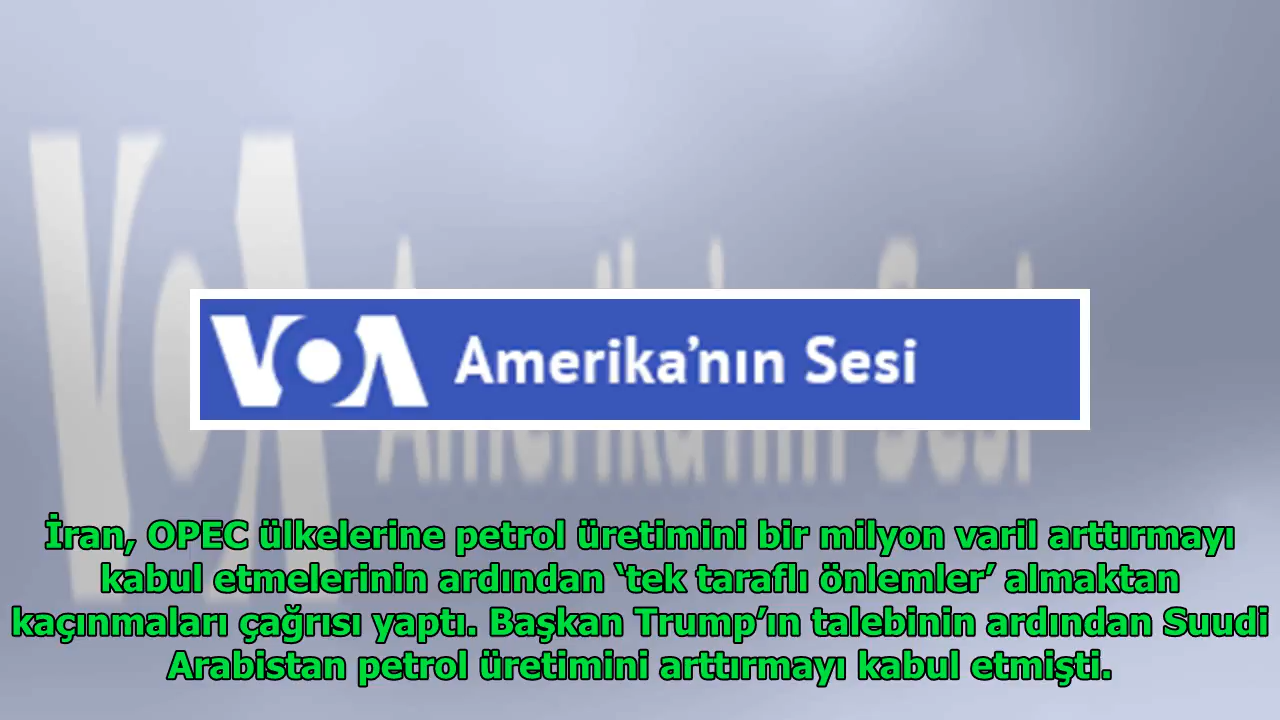 VOA Amerika’nın Sesi
İran, OPEC ülkelerine petrol üretimini bir milyon varil arttırmayı
kabul etmelerinin ardından ‘tek taraflı önlemler’ almaktan
kaçınmaları çağrısı yaptı. Başkan Trump’ın talebinin ardından Suudi
Arabistan petrol üretimini arttırmayı kabul etmişti.